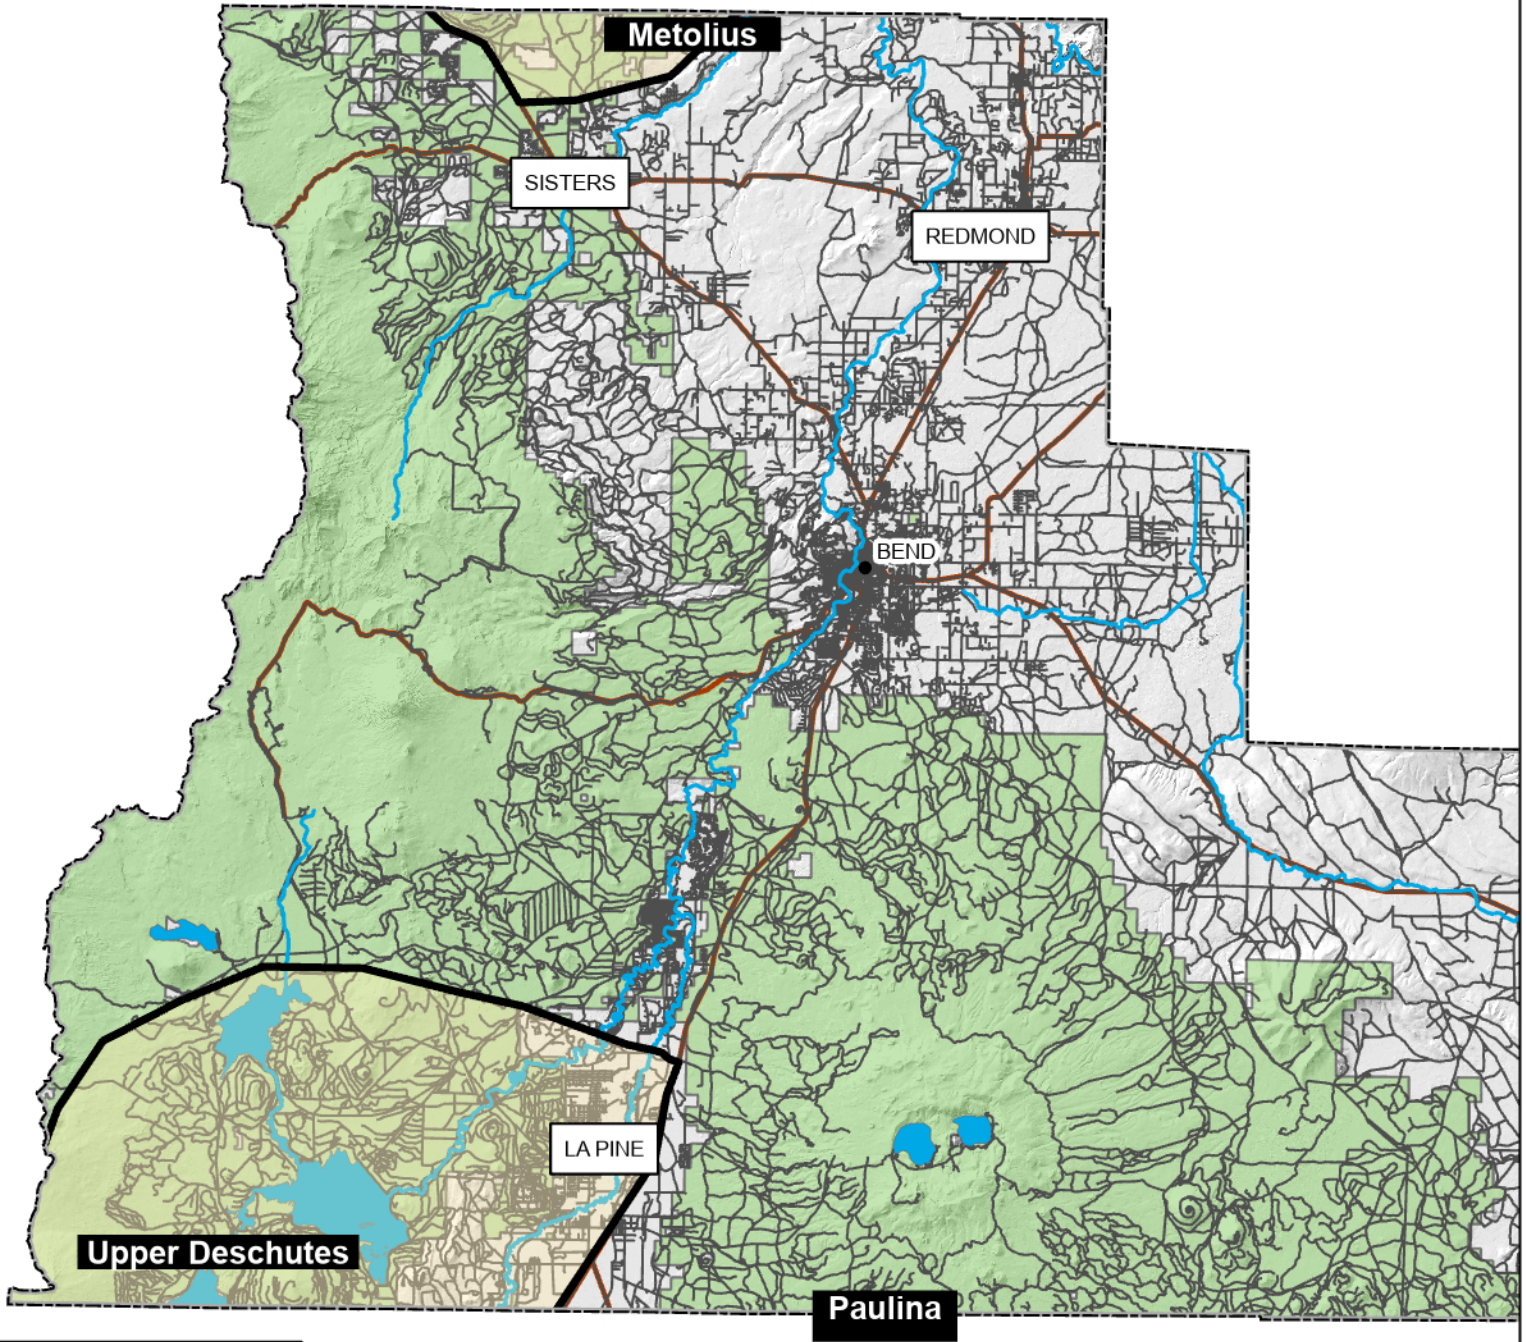 Metolius
SISTERS
REDMOND
BEND
LA PINE
Upper Deschutes
Paulina